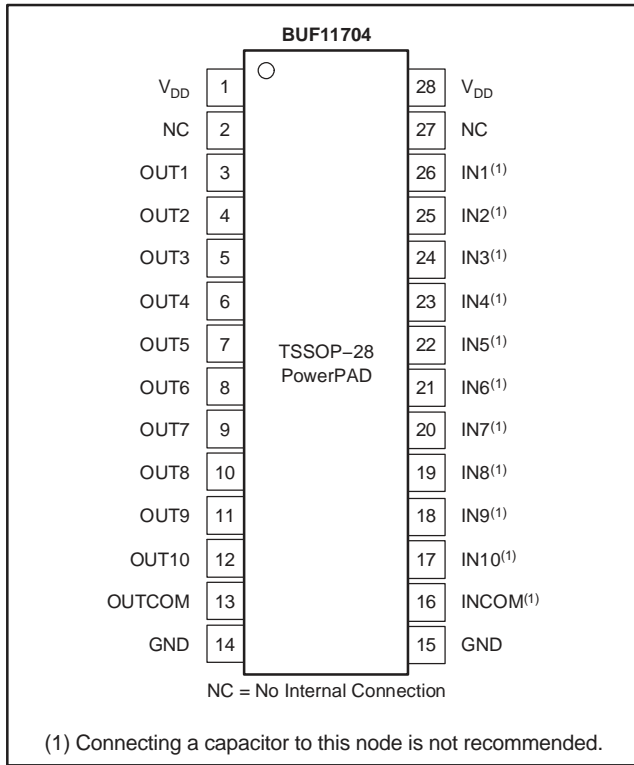 BUF11704
V_DD 1 28 V_DD
NC 2 27 NC
OUT1 3 26 IN1(1)
OUT2 4 25 IN2(1)
OUT3 5 24 IN3(1)
OUT4 6 23 IN4(1)
OUT5 7 22 IN5(1)
TSSOP−28
PowerPAD
OUT6 8 21 IN6(1)
OUT7 9 20 IN7(1)
OUT8 10 19 IN8(1)
OUT9 11 18 IN9(1)
OUT10 12 17 IN10(1)
OUTCOM 13 16 INCOM(1)
GND 14 15 GND
NC = No Internal Connection
(1) Connecting a capacitor to this node is not recommended.